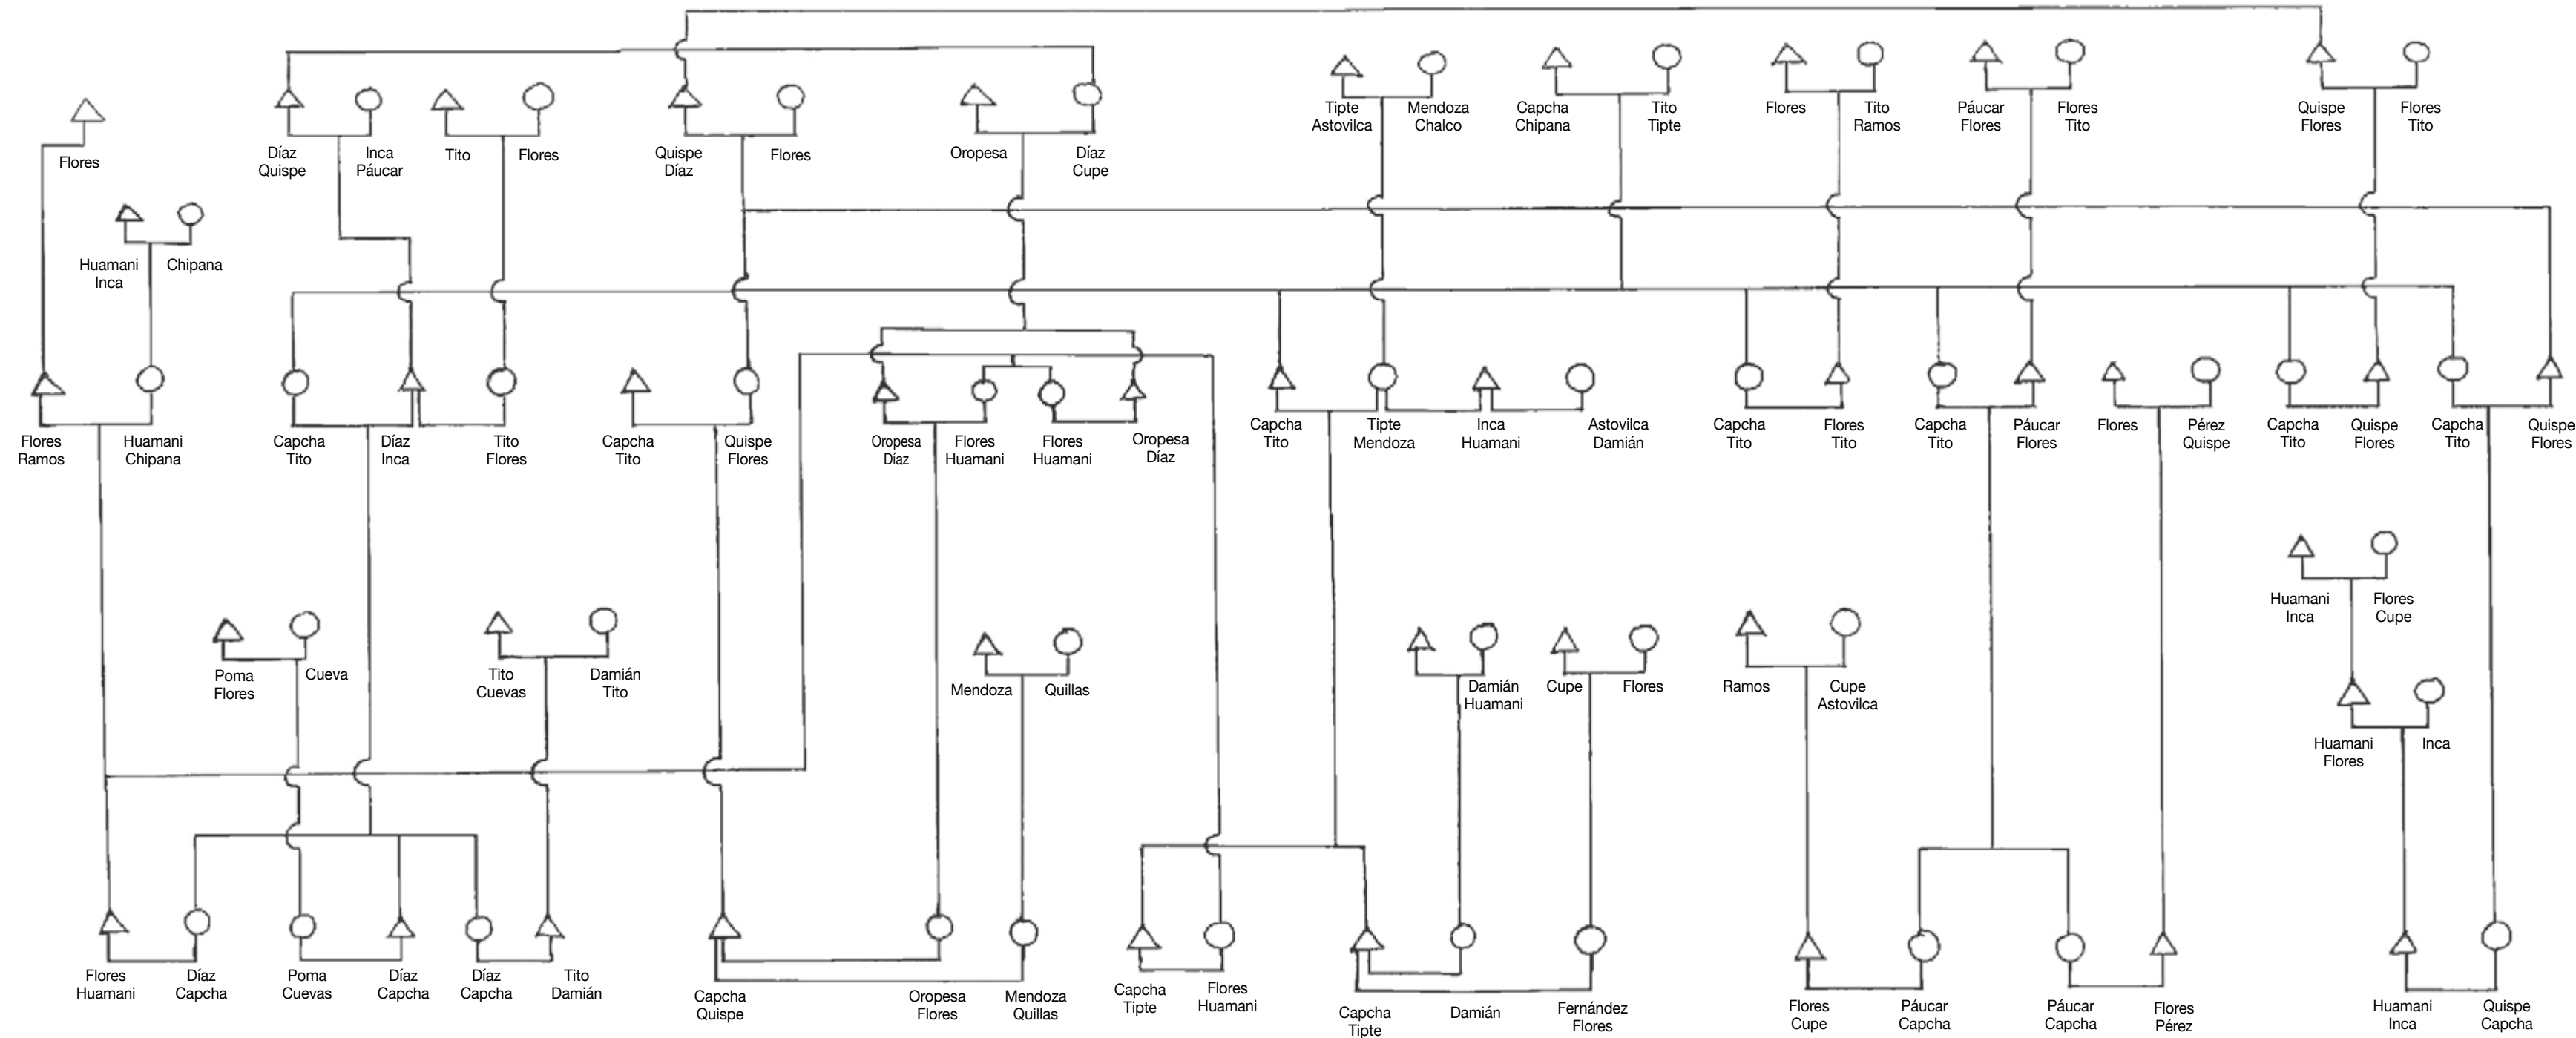 Flores
Díaz
Quispe
Inca
Páucar
Tito
Flores
Quispe
Díaz
Flores
Oropesa
Díaz
Cupe
Tipte
Astovilca
Mendoza
Chalco
Capcha
Chipana
Tito
Tipte
Flores
Tito
Ramos
Páucar
Flores
Flores
Tito
Quispe
Flores
Flores
Tito
Huamani
Inca
Chipana
Flores
Ramos
Huamani
Chipana
Capcha
Tito
Díaz
Inca
Tito
Flores
Capcha
Tito
Quispe
Flores
Oropesa
Díaz
Flores
Huamani
Flores
Huamani
Oropesa
Díaz
Capcha
Tito
Tipte
Mendoza
Inca
Huamani
Astovilca
Damián
Capcha
Tito
Flores
Tito
Capcha
Tito
Páucar
Flores
Flores
Pérez
Quispe
Capcha
Tito
Quispe
Flores
Capcha
Tito
Quispe
Flores
Huamani
Inca
Flores
Cupe
Poma
Flores
Cueva
Tito
Cuevas
Damián
Tito
Mendoza
Quillas
Damián
Huamani
Cupe
Flores
Ramos
Cupe
Astovilca
Huamani
Flores
Inca
Flores
Huamani
Díaz
Capcha
Poma
Cuevas
Díaz
Capcha
Díaz
Capcha
Tito
Damián
Capcha
Quispe
Oropesa
Flores
Mendoza
Quillas
Capcha
Tipte
Flores
Huamani
Capcha
Tipte
Damián
Fernández
Flores
Flores
Cupe
Páucar
Capcha
Páucar
Capcha
Flores
Pérez
Huamani
Inca
Quispe
Capcha